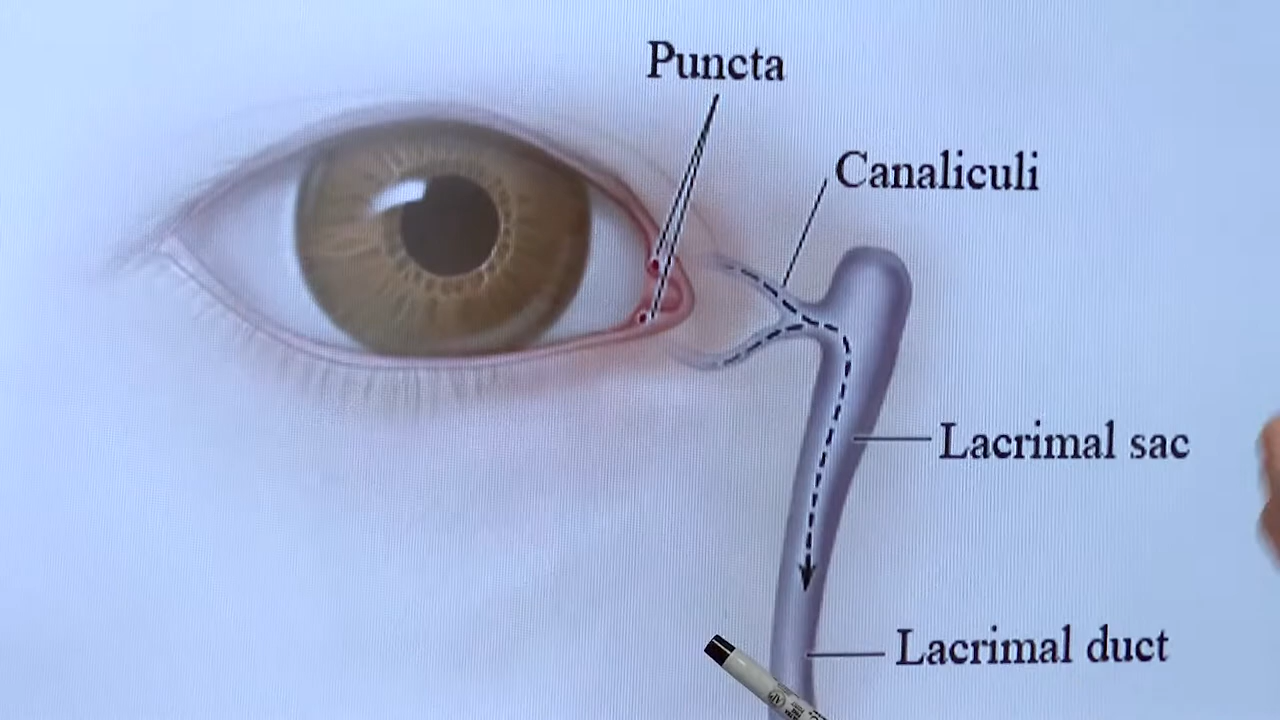 Puncta
Canaliculi
Lacrimal sac
Lacrimal duct